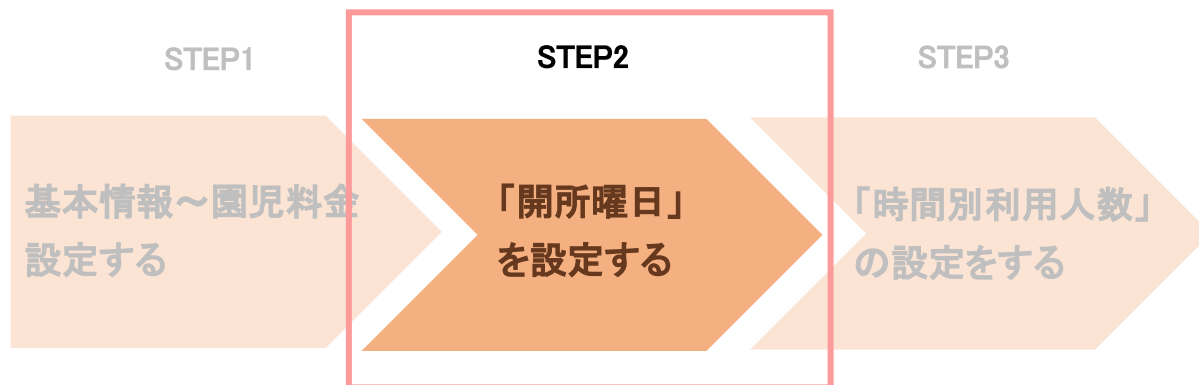 STEP1
基本情報～園児料金
設定する
STEP2
「開所曜日」
を設定する
STEP3
「時間別利用人数」
の設定をする